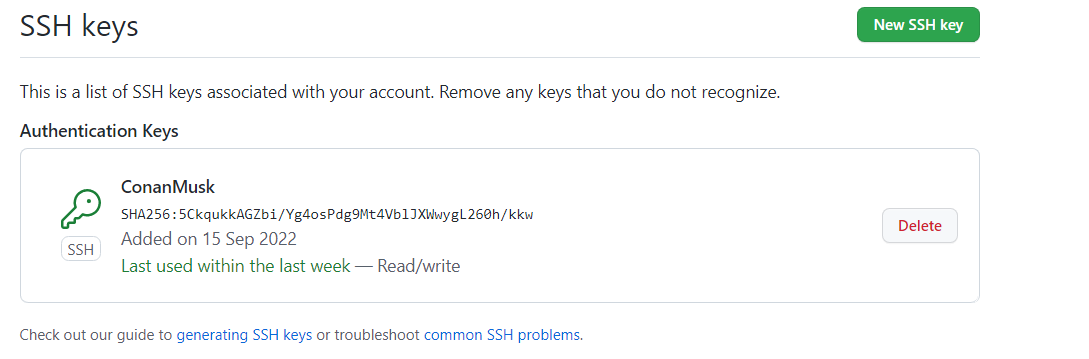 SSH keys
New SSH key
This is a list of SSH keys associated with your account. Remove any keys that you do not recognize.
Authentication Keys
ConanMusk
SHA256:5CkqukkAGZbi/Yg4osPdg9Mt4VblJXWwygL260h/kkw
SSH
Added on 15 Sep 2022
Last used within the last week — Read/write
Delete
Check out our guide to generating SSH keys or troubleshoot common SSH problems.